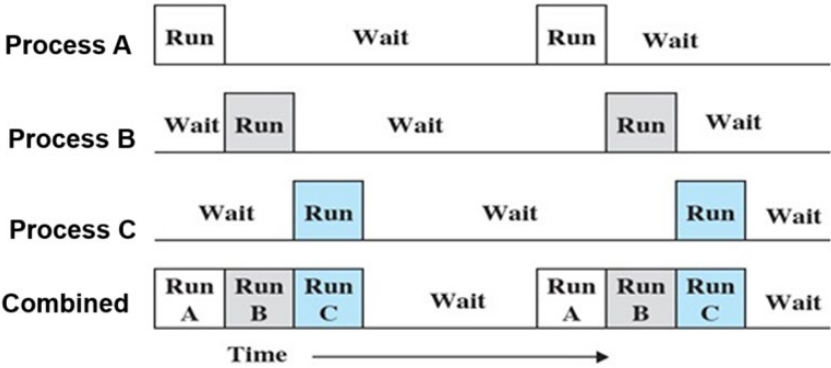 Process A Run Wait Run Wait
Process B Wait Run Wait Run Wait
Process C Wait Run Wait Run Wait
Combined Run A Run B Run C Wait Run A Run B Run C Wait
Time